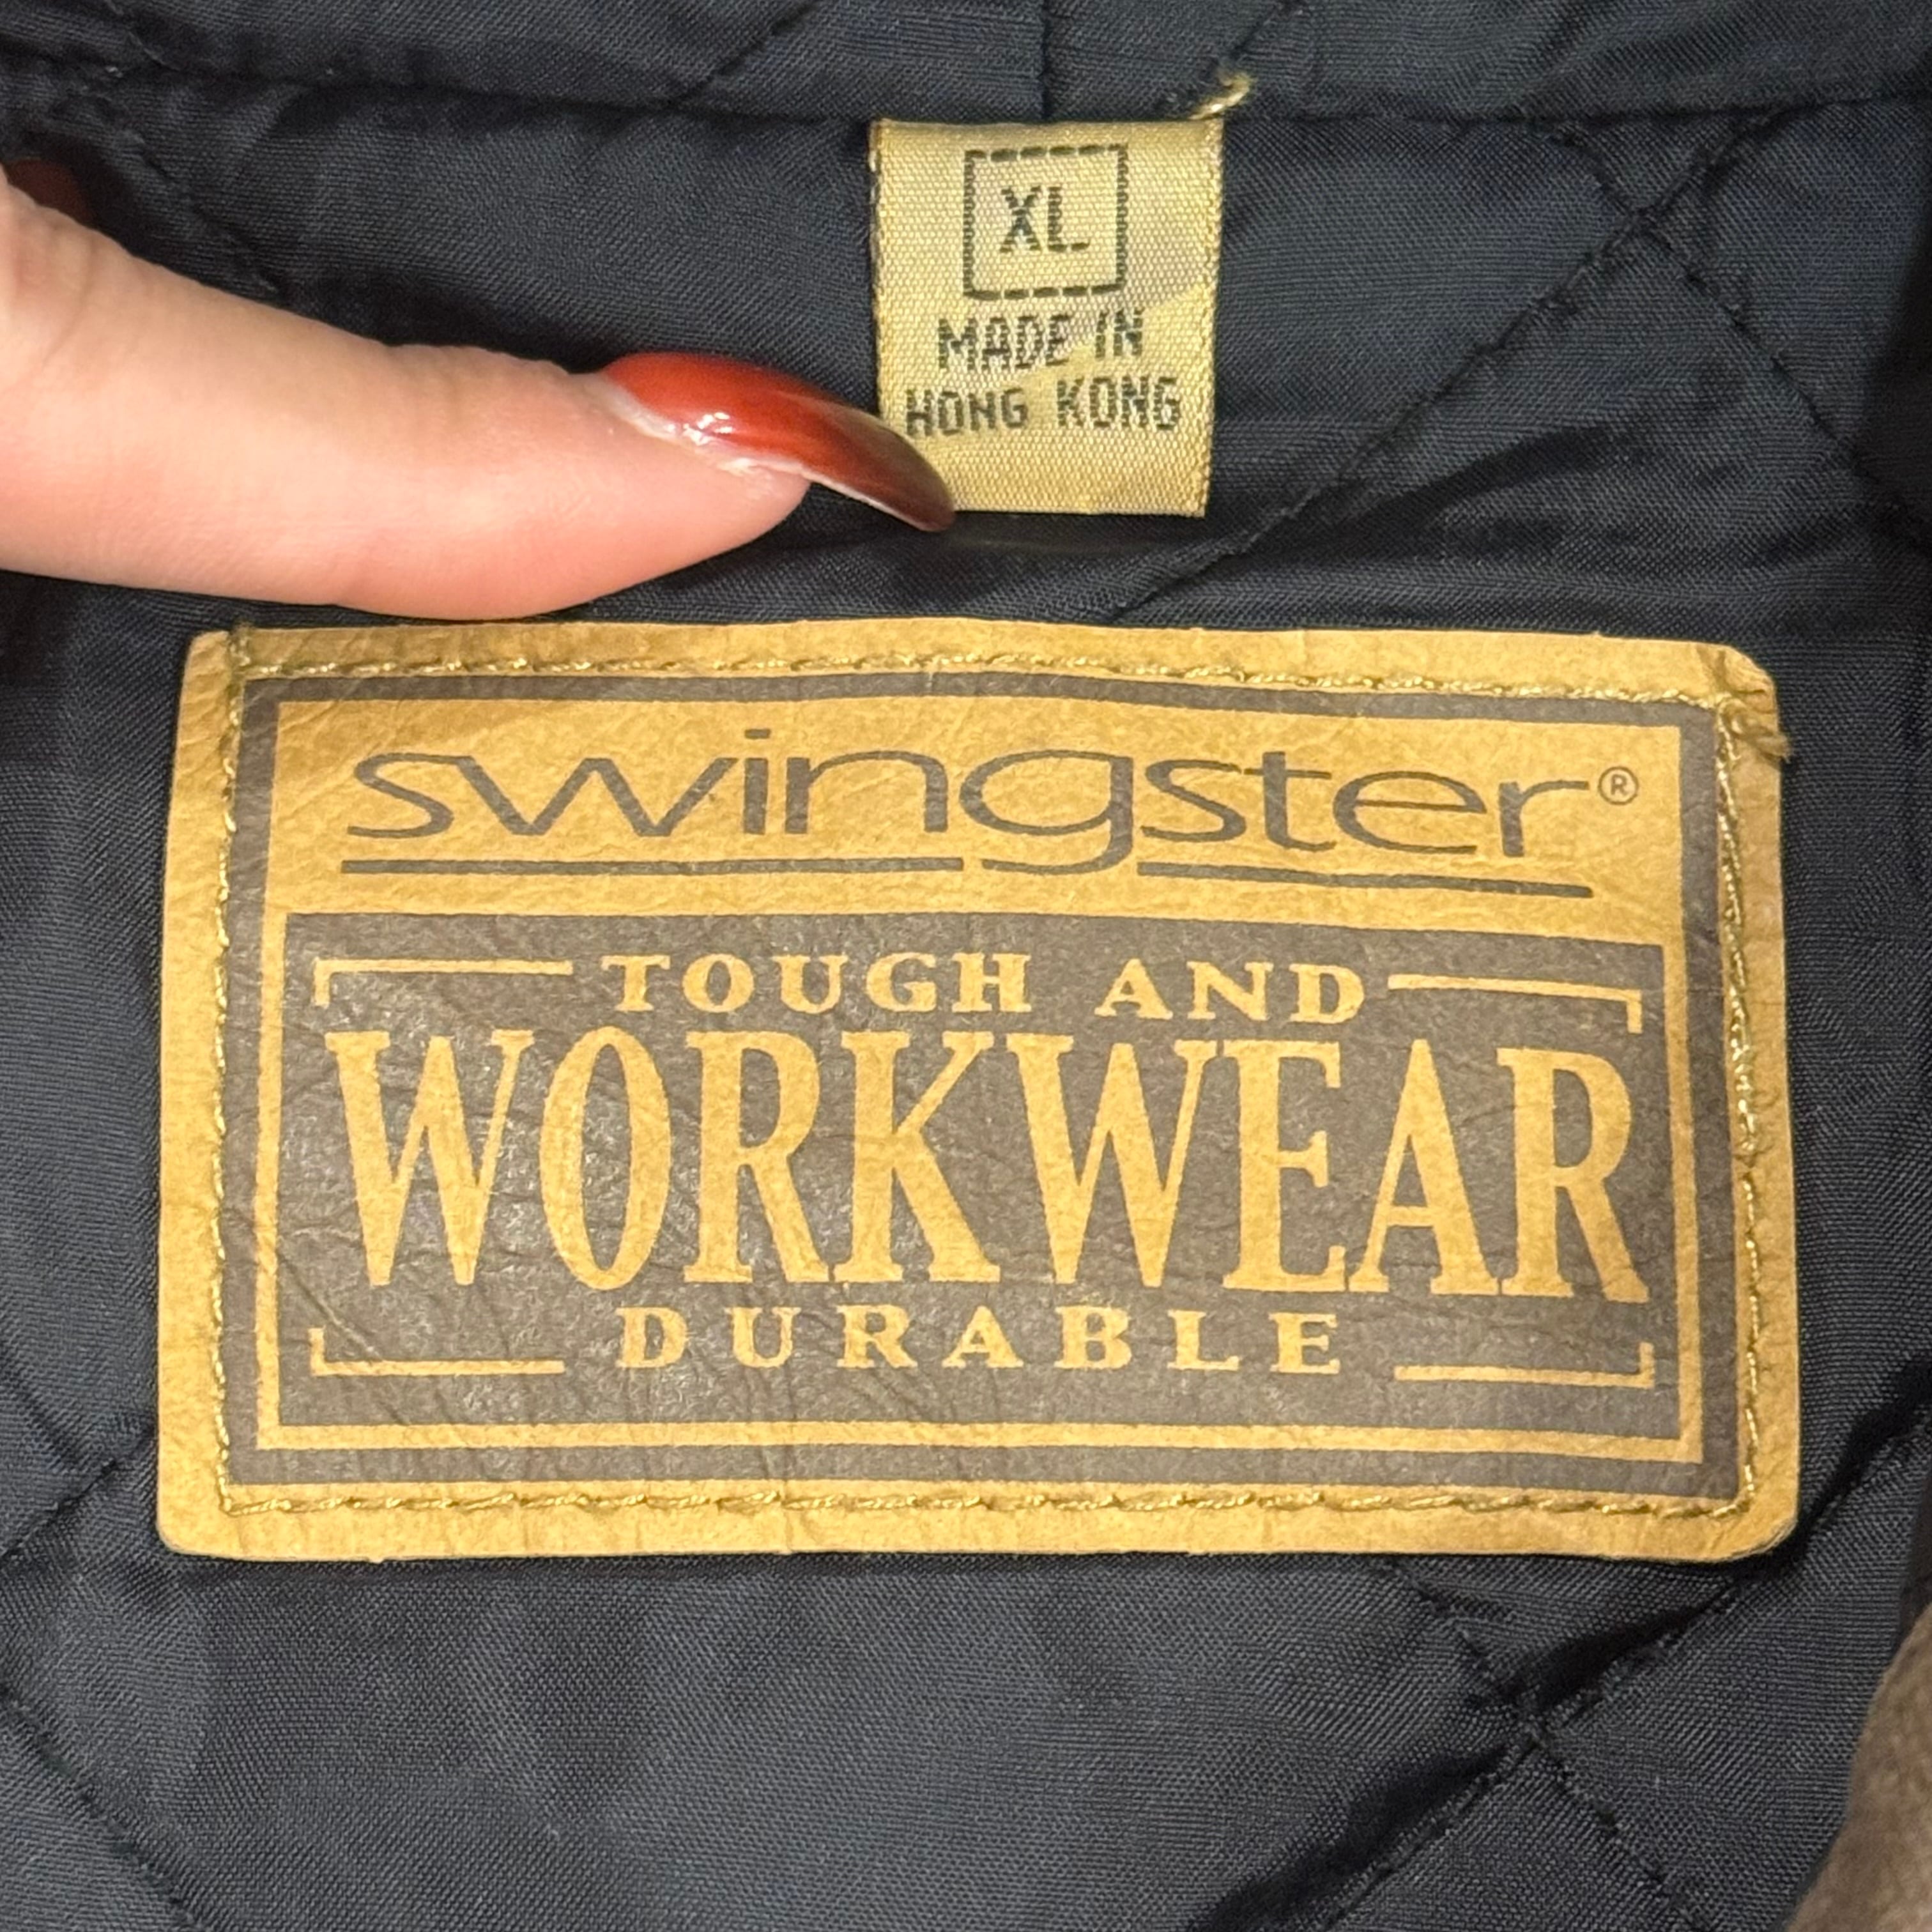 XL
MADE IN
HONG KONG
swingster®
TOUGH AND
WORKWEAR
DURABLE